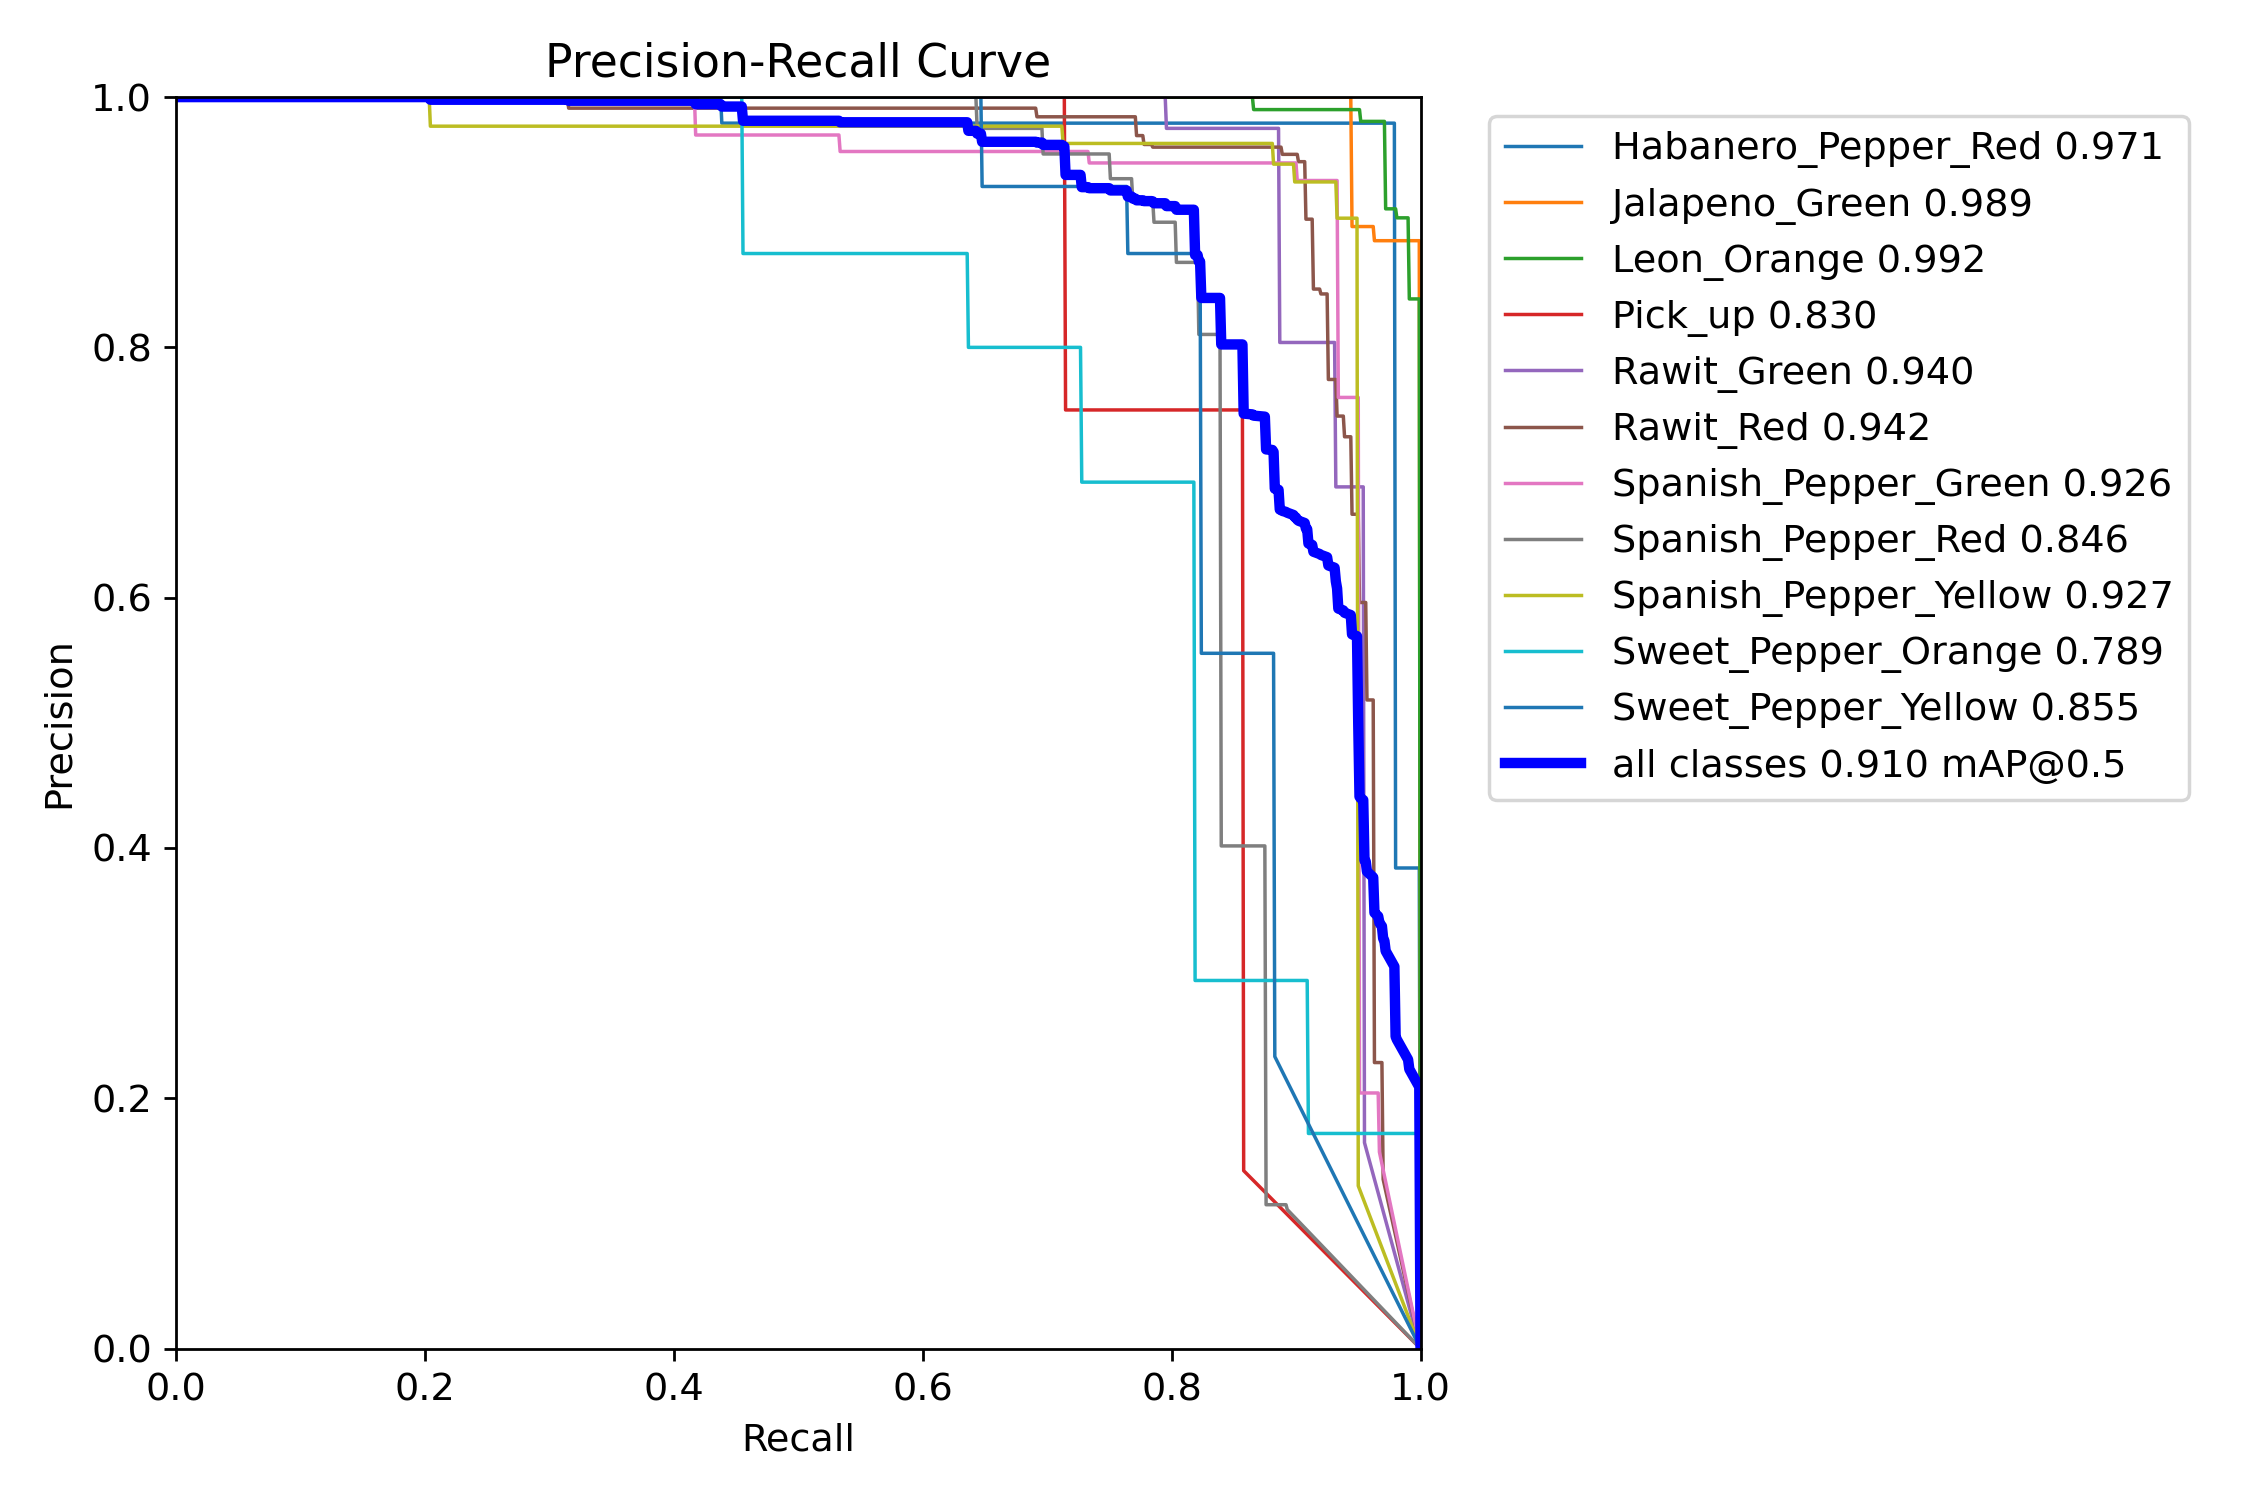 Precision-Recall Curve
1.0
0.8
0.6
0.4
0.2
0.0
Precision
0.0 0.2 0.4 0.6 0.8 1.0
Recall
Habanero_Pepper_Red 0.971
Jalapeno_Green 0.989
Leon_Orange 0.992
Pick_up 0.830
Rawit_Green 0.940
Rawit_Red 0.942
Spanish_Pepper_Green 0.926
Spanish_Pepper_Red 0.846
Spanish_Pepper_Yellow 0.927
Sweet_Pepper_Orange 0.789
Sweet_Pepper_Yellow 0.855
all classes 0.910 mAP@0.5